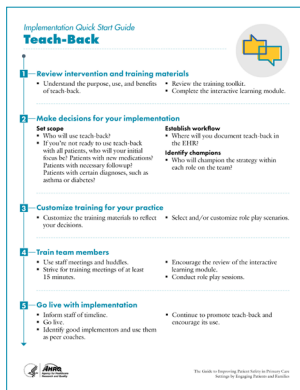 Implementation Quick Start Guide
Teach-Back
1 Review intervention and training materials
• Understand the purpose, use, and benefits
of teach-back.
• Review the training toolkit.
• Complete the interactive learning module.
2 Make decisions for your implementation
Set scope
• Who will use teach-back?
• If you're not ready to use teach-back
with all patients, who will your initial
focus be? Patients with new medications?
Patients with necessary followup?
Patients with certain diagnoses, such as
asthma or diabetes?
Establish workflow
• Where will you document teach-back in
the EHR?
Identify champions
• Who will champion the strategy within
each role on the team?
3 Customize training for your practice
• Customize the training materials to reflect
your decisions.
• Select and/or customize role play scenarios.
4 Train team members
• Use staff meetings and huddles.
• Strive for training meetings of at least
15 minutes.
• Encourage the review of the interactive
learning module.
• Conduct role play sessions.
5 Go live with implementation
• Inform staff of timeline.
• Go live.
• Identify good implementors and use them
as peer coaches.
• Continue to promote teach-back and
encourage its use.
AHRQ
Agency for Healthcare
Research and Quality
The Guide to Improving Patient Safety in Primary Care
Settings by Engaging Patients and Families